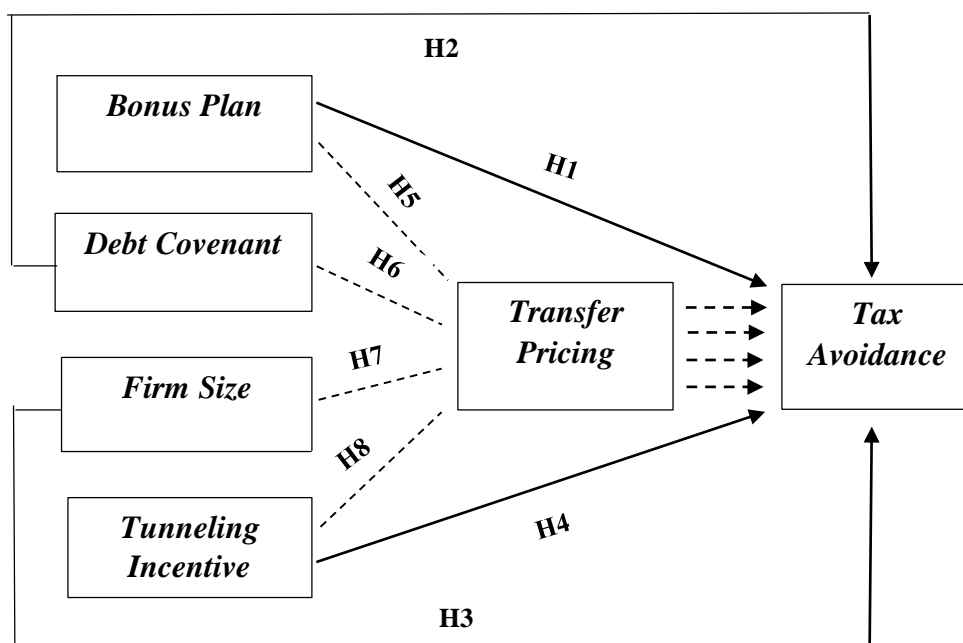 H2
Bonus Plan
H1
H5
Debt Covenant
H6
Transfer
Pricing
Tax
Avoidance
H7
Firm Size
H8
Tunneling
Incentive
H4
H3